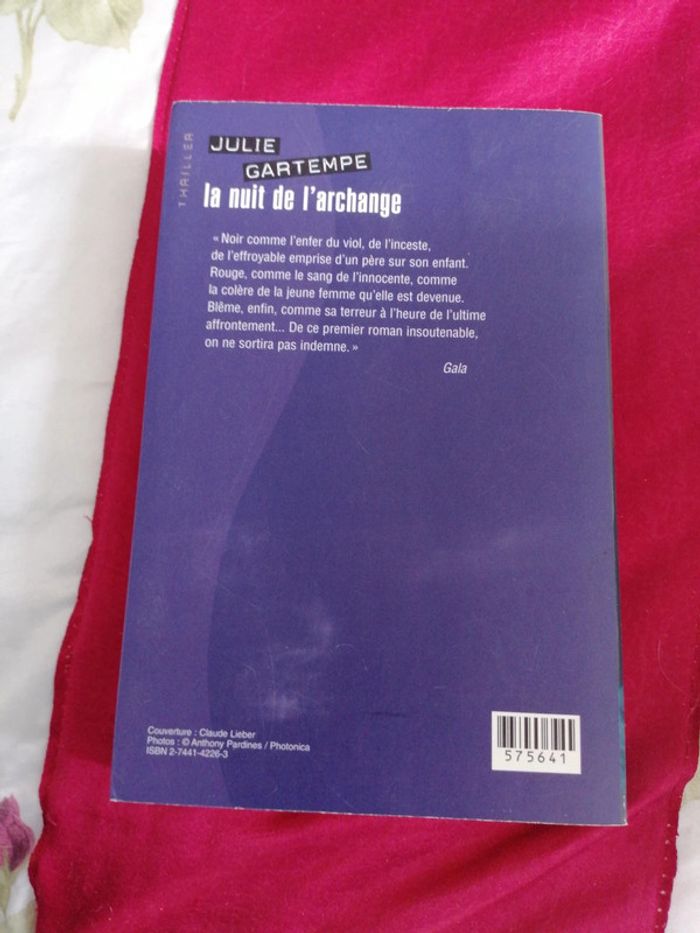 THRILLER
JULIE
GARTEMPE
la nuit de l'archange
« Noir comme l'enfer du viol, de l'inceste,
de l'effroyable emprise d'un père sur son enfant.
Rouge, comme le sang de l'innocente, comme
la colère de la jeune femme qu'elle est devenue.
Blême, enfin, comme sa terreur à l'heure de l'ultime
affrontement... De ce premier roman insoutenable,
on ne sortira pas indemne. »
Gala
Couverture : Claude Lieber
Photos : © Anthony Pardines / Photonica
ISBN 2-7441-4226-3
575641